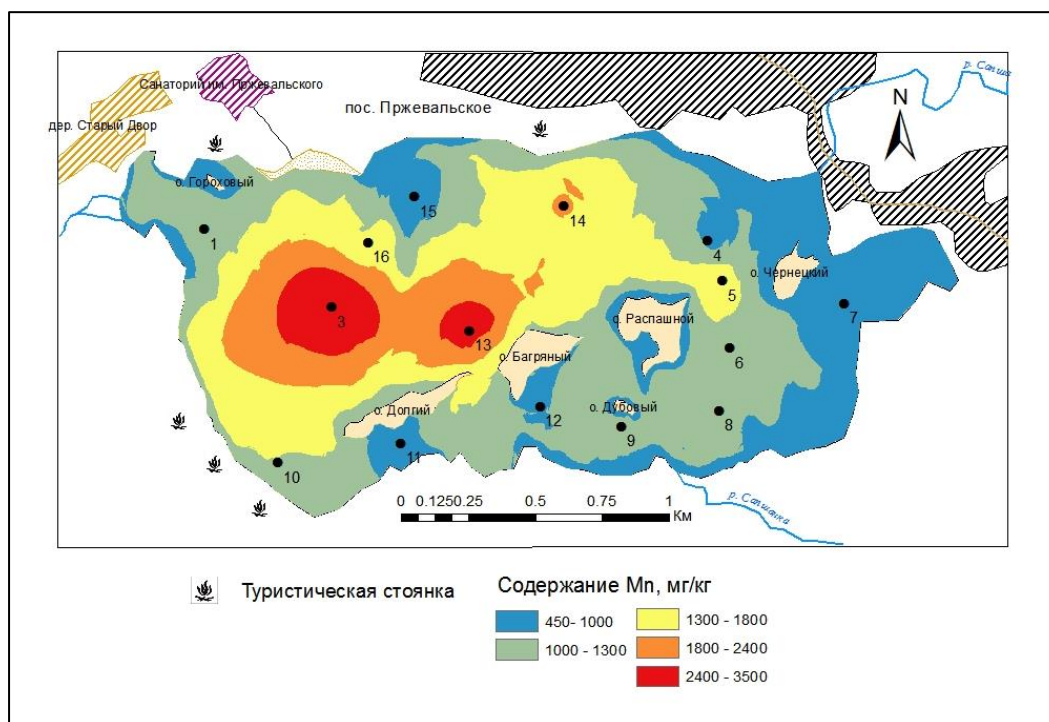 Санаторий им. Пржевальского
р. Сапша
пос. Пржевальское
N
дер. Старый Двор
о. Гороховый
15
14
1
16
4
о. Чернецкий
5
3
7
о. Распашной
13
6
о. Багряный
о. Долгий
12
о. Дубовый
8
9
11
10
0 0.1250.25 0.5 0.75 1
Км
р. Сапшанка
Туристическая стоянка
Содержание Mn, мг/кг
450- 1000
1300 - 1800
1000 - 1300
1800 - 2400
2400 - 3500